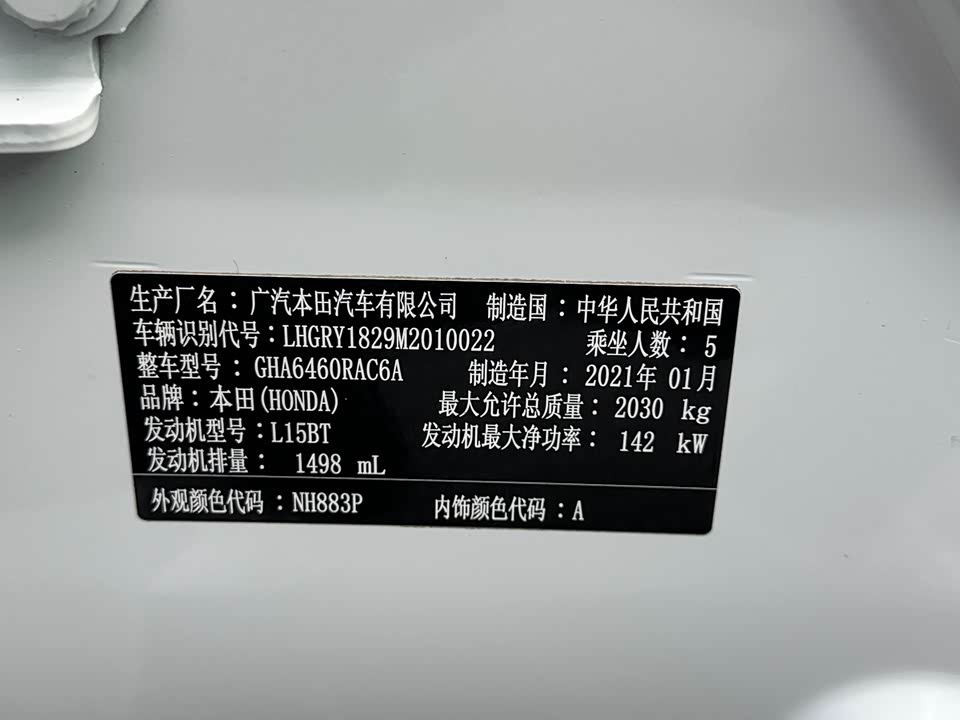 生产厂名：广汽本田汽车有限公司 制造国：中华人民共和国
车辆识别代号：LHGRY1829M2010022 乘坐人数：5
整车型号：GHA6460RAC6A 制造年月：2021年01月
品牌：本田(HONDA) 最大允许总质量：2030 kg
发动机型号：L15BT 发动机最大净功率：142 kW
发动机排量：1498 mL
外观颜色代码：NH883P 内饰颜色代码：A